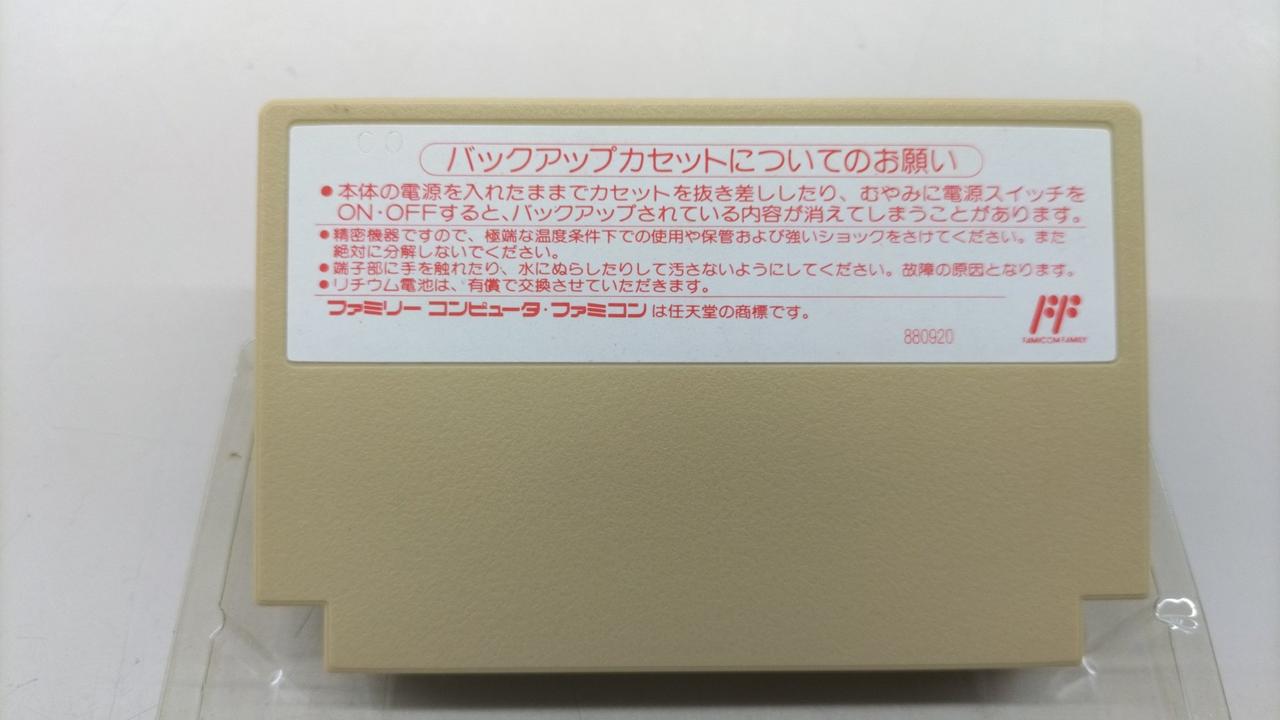 バックアップカセットについてのお願い
●本体の電源を入れたままでカセットを抜き差ししたり、むやみに電源スイッチを
ON・OFFすると、バックアップされている内容が消えてしまうことがあります。
●精密機器ですので、極端な温度条件下での使用や保管および強いショックをさけてください。また
絶対に分解しないでください。
●端子部に手を触れたり、水にぬらしたりして汚さないようにしてください。故障の原因となります。
●リチウム電池は、有償で交換させていただきます。
ファミリー コンピュータ・ファミコン は任天堂の商標です。
FF
FAMICOM FAMILY
880920